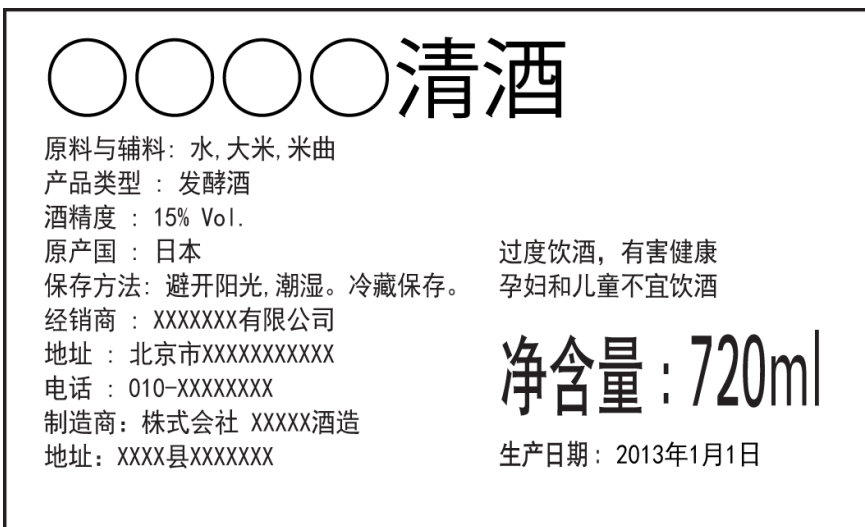 〇〇〇〇清酒
原料与辅料: 水,大米,米曲
产品类型 : 发酵酒
酒精度 : 15% Vol.
原产国 : 日本
保存方法: 避开阳光,潮湿。冷藏保存。
经销商 : XXXXXXX有限公司
地址 : 北京市XXXXXXXXXXX
电话 : 010-XXXXXXXX
制造商: 株式会社 XXXXX酒造
地址: XXXX县XXXXXXX
过度饮酒, 有害健康
孕妇和儿童不宜饮酒
净含量:720ml
生产日期: 2013年1月1日